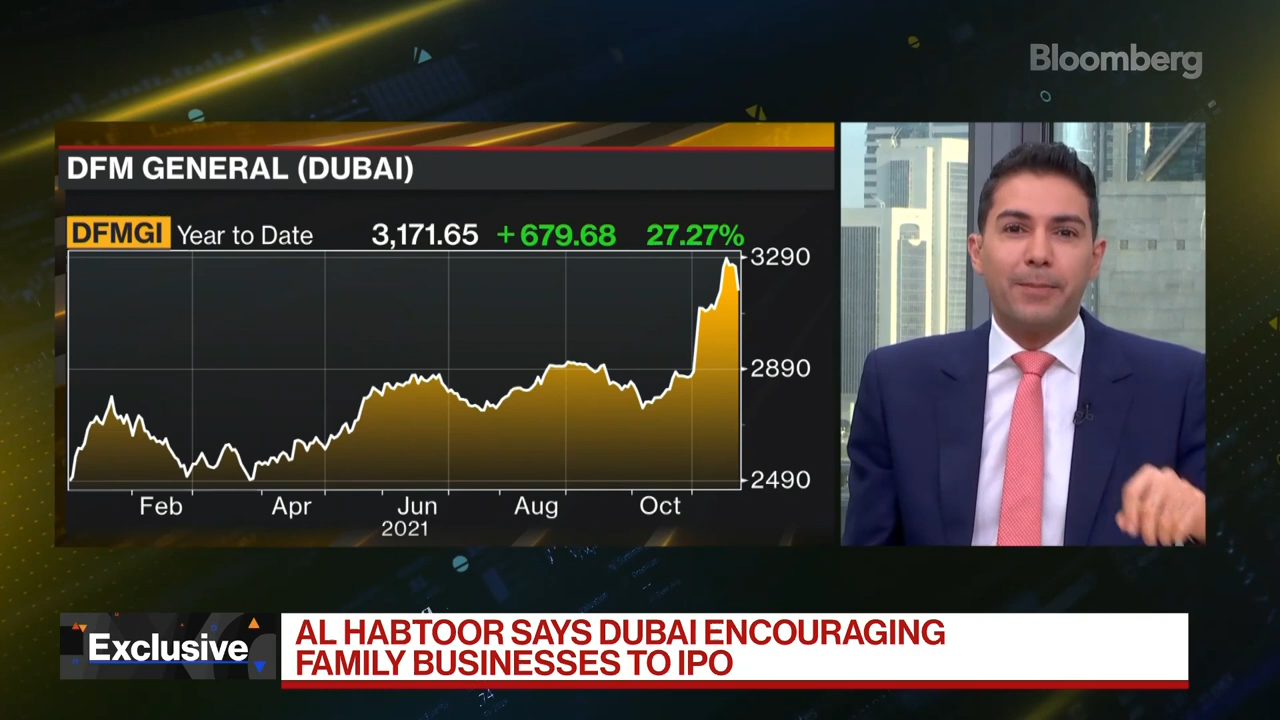 Bloomberg
DFM GENERAL (DUBAI)
DFMGI Year to Date 3,171.65 +679.68 27.27%
3290
2890
2490
Feb Apr Jun Aug Oct
2021
Exclusive
AL HABTOOR SAYS DUBAI ENCOURAGING
FAMILY BUSINESSES TO IPO
74